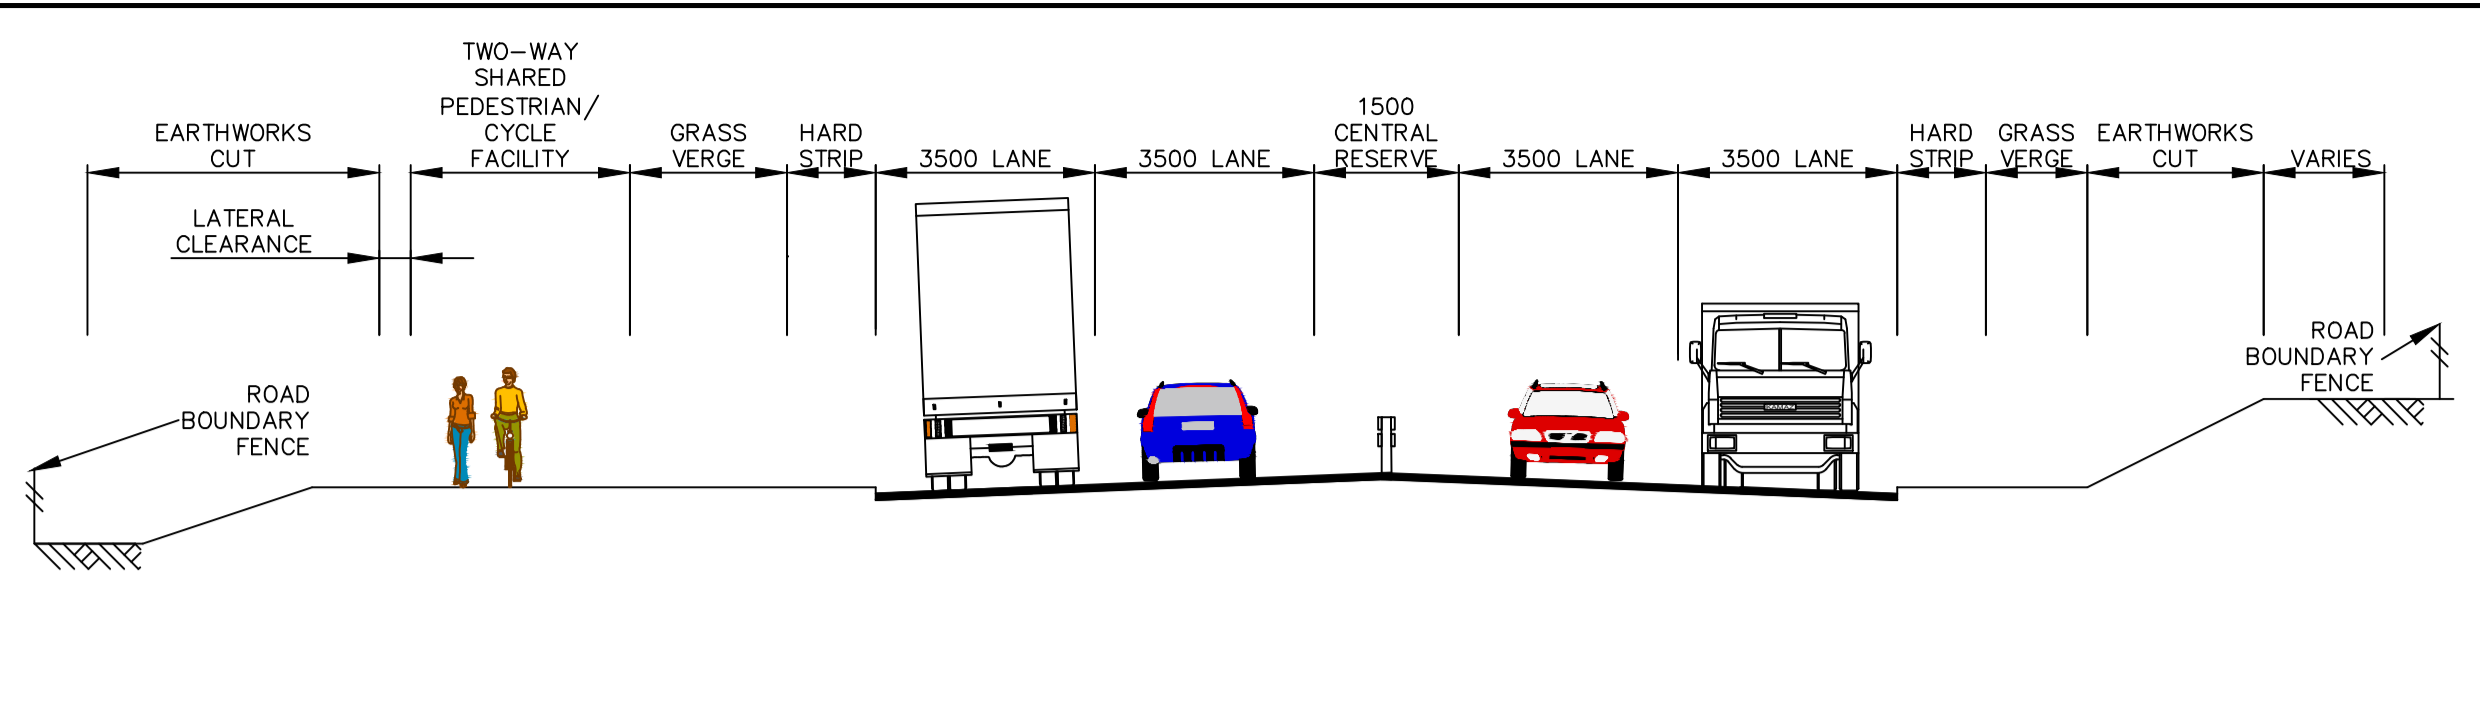 TWO-WAY
SHARED
PEDESTRIAN/
CYCLE
FACILITY
EARTHWORKS
CUT
GRASS
VERGE
HARD
STRIP
3500 LANE
3500 LANE
1500
CENTRAL
RESERVE
3500 LANE
3500 LANE
HARD
STRIP
GRASS
VERGE
EARTHWORKS
CUT
VARIES
LATERAL
CLEARANCE
ROAD
BOUNDARY
FENCE
ROAD
BOUNDARY
FENCE
KAMAZ